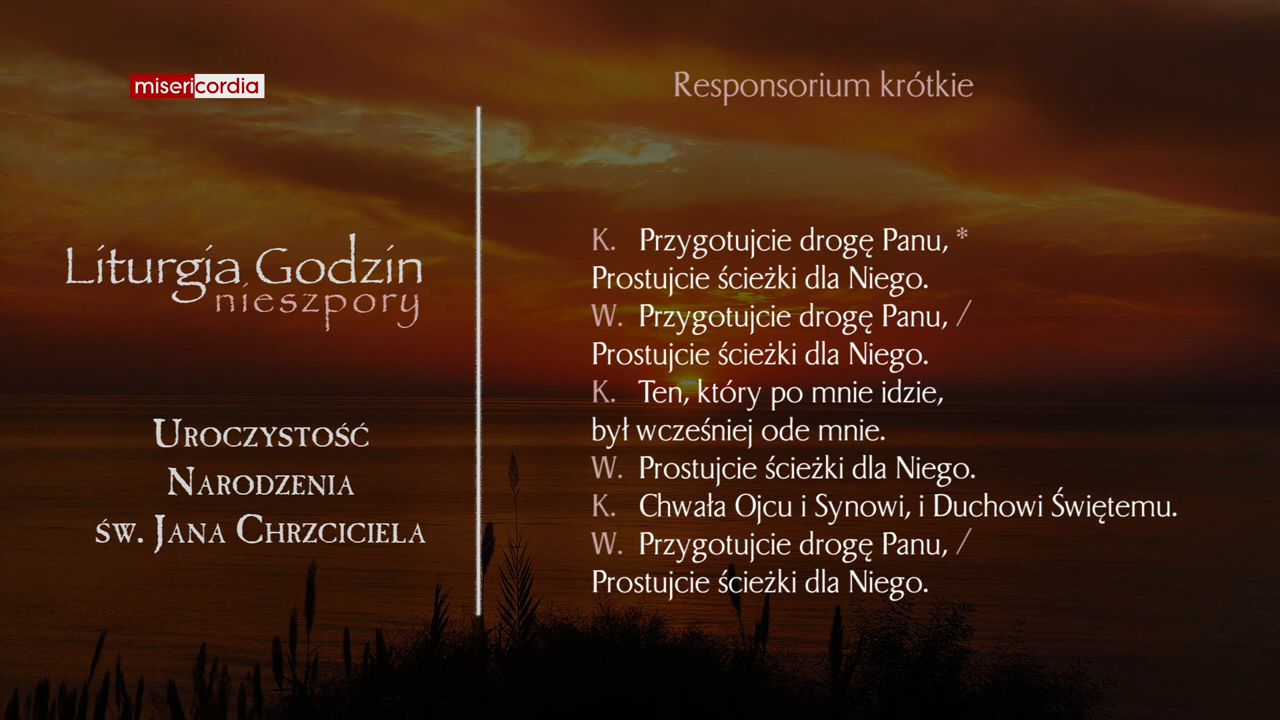 misericordia
Liturgia Godzin
nieszpory
Uroczystość
Narodzenia
św. Jana Chrzciciela
Responsorium krótkie
K. Przygotujcie drogę Panu, *
Prostujcie ścieżki dla Niego.
W. Przygotujcie drogę Panu, /
Prostujcie ścieżki dla Niego.
K. Ten, który po mnie idzie,
był wcześniej ode mnie.
W. Prostujcie ścieżki dla Niego.
K. Chwała Ojcu i Synowi, i Duchowi Świętemu.
W. Przygotujcie drogę Panu, /
Prostujcie ścieżki dla Niego.